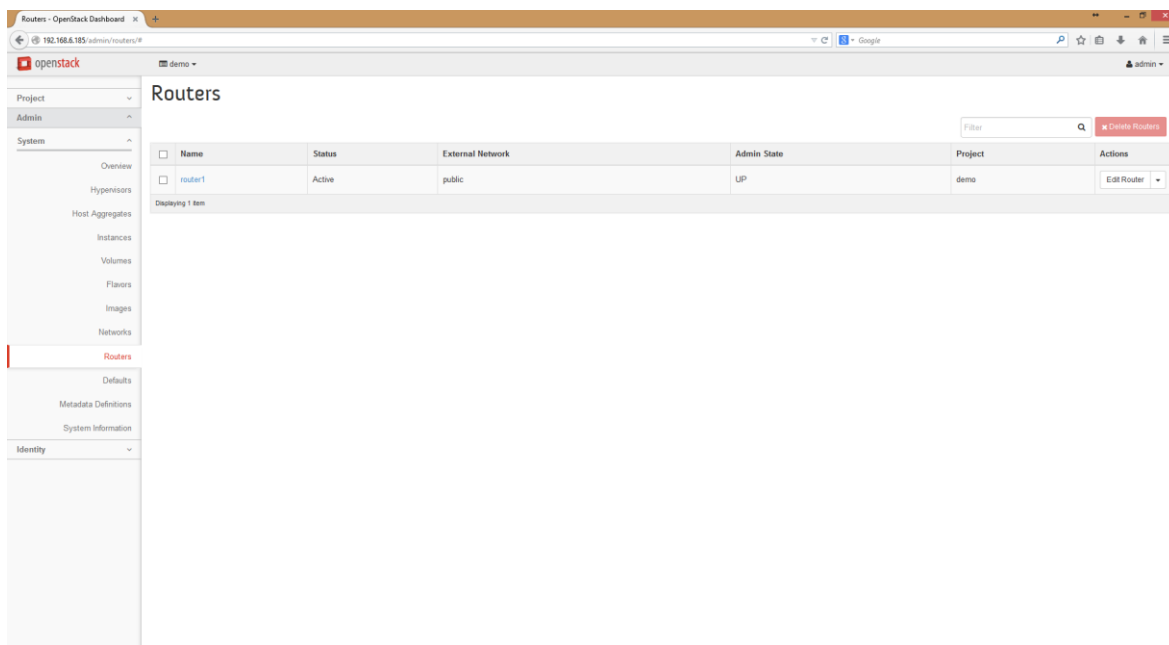 Routers - OpenStack Dashboard × +
192.168.6.185/admin/routers/# Google
openstack demo admin
Routers
Project
Admin
System
Overview
Hypervisors
Host Aggregates
Instances
Volumes
Flavors
Images
Networks
Routers
Defaults
Metadata Definitions
System Information
Identity
Filter Delete Routers
Name Status External Network Admin State Project Actions
router1 Active public UP demo Edit Router
Displaying 1 item